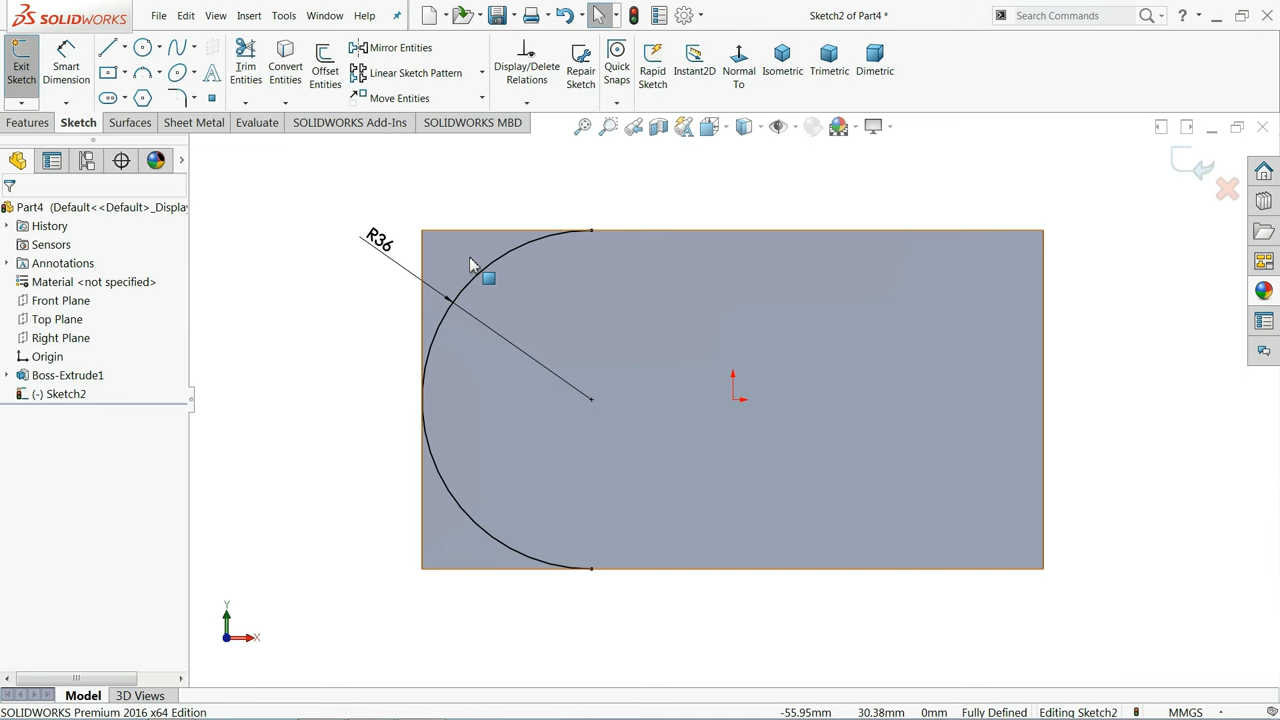 SOLIDWORKS
File Edit View Insert Tools Window Help
Sketch2 of Part4 *
Search Commands
?
Exit Sketch
Smart Dimension
Trim Entities
Convert Entities
Offset Entities
Mirror Entities
Linear Sketch Pattern
Move Entities
Display/Delete Relations
Repair Sketch
Quick Snaps
Rapid Sketch
Instant2D
Normal To
Isometric
Trimetric
Dimetric
Features Sketch Surfaces Sheet Metal Evaluate SOLIDWORKS Add-Ins SOLIDWORKS MBD
Part4 (Default<<Default>_Displa
History
Sensors
Annotations
Material <not specified>
Front Plane
Top Plane
Right Plane
Origin
Boss-Extrude1
(-) Sketch2
R36
Y
X
Model 3D Views
SOLIDWORKS Premium 2016 x64 Edition
-55.95mm 30.38mm 0mm Fully Defined Editing Sketch2 MMGS